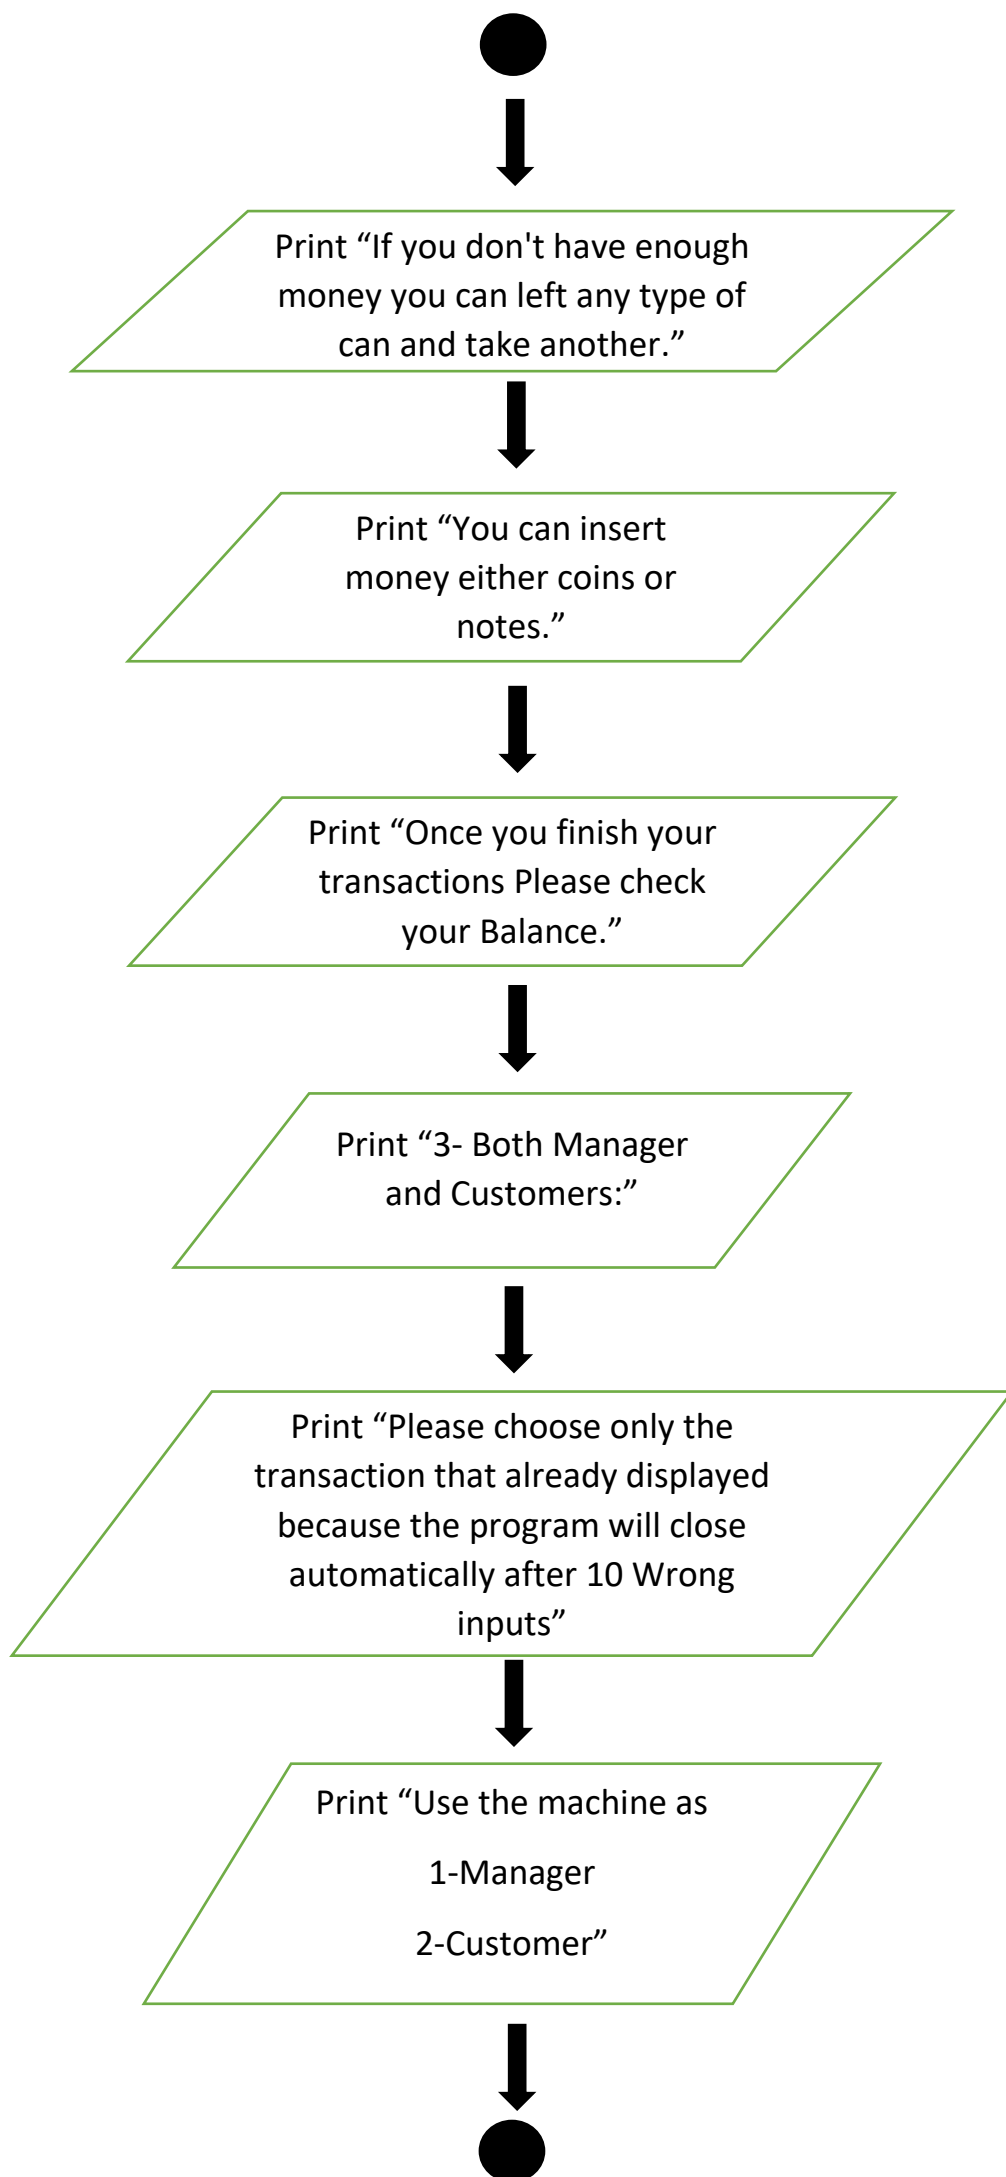 Print “If you don't have enough
money you can left any type of
can and take another.”
Print “You can insert
money either coins or
notes.”
Print “Once you finish your
transactions Please check
your Balance.”
Print “3- Both Manager
and Customers:”
Print “Please choose only the
transaction that already displayed
because the program will close
automatically after 10 Wrong
inputs”
Print “Use the machine as
1-Manager
2-Customer”